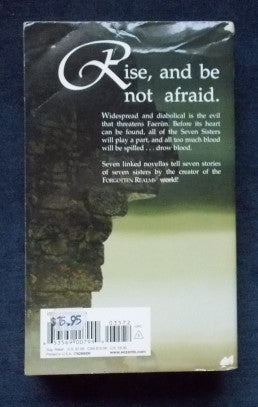 Rise, and be
not afraid.
Widespread and diabolical is the evil
that threatens Faerûn. Before its heart
can be found, all of the Seven Sisters
will play a part, and all too much blood
will be spilled . . . drow blood.
Seven linked novellas tell seven stories
of seven sisters by the creator of the
FORGOTTEN REALMS® world!
03572
$5.95
www.wizards.com
Printed in U.S.A.